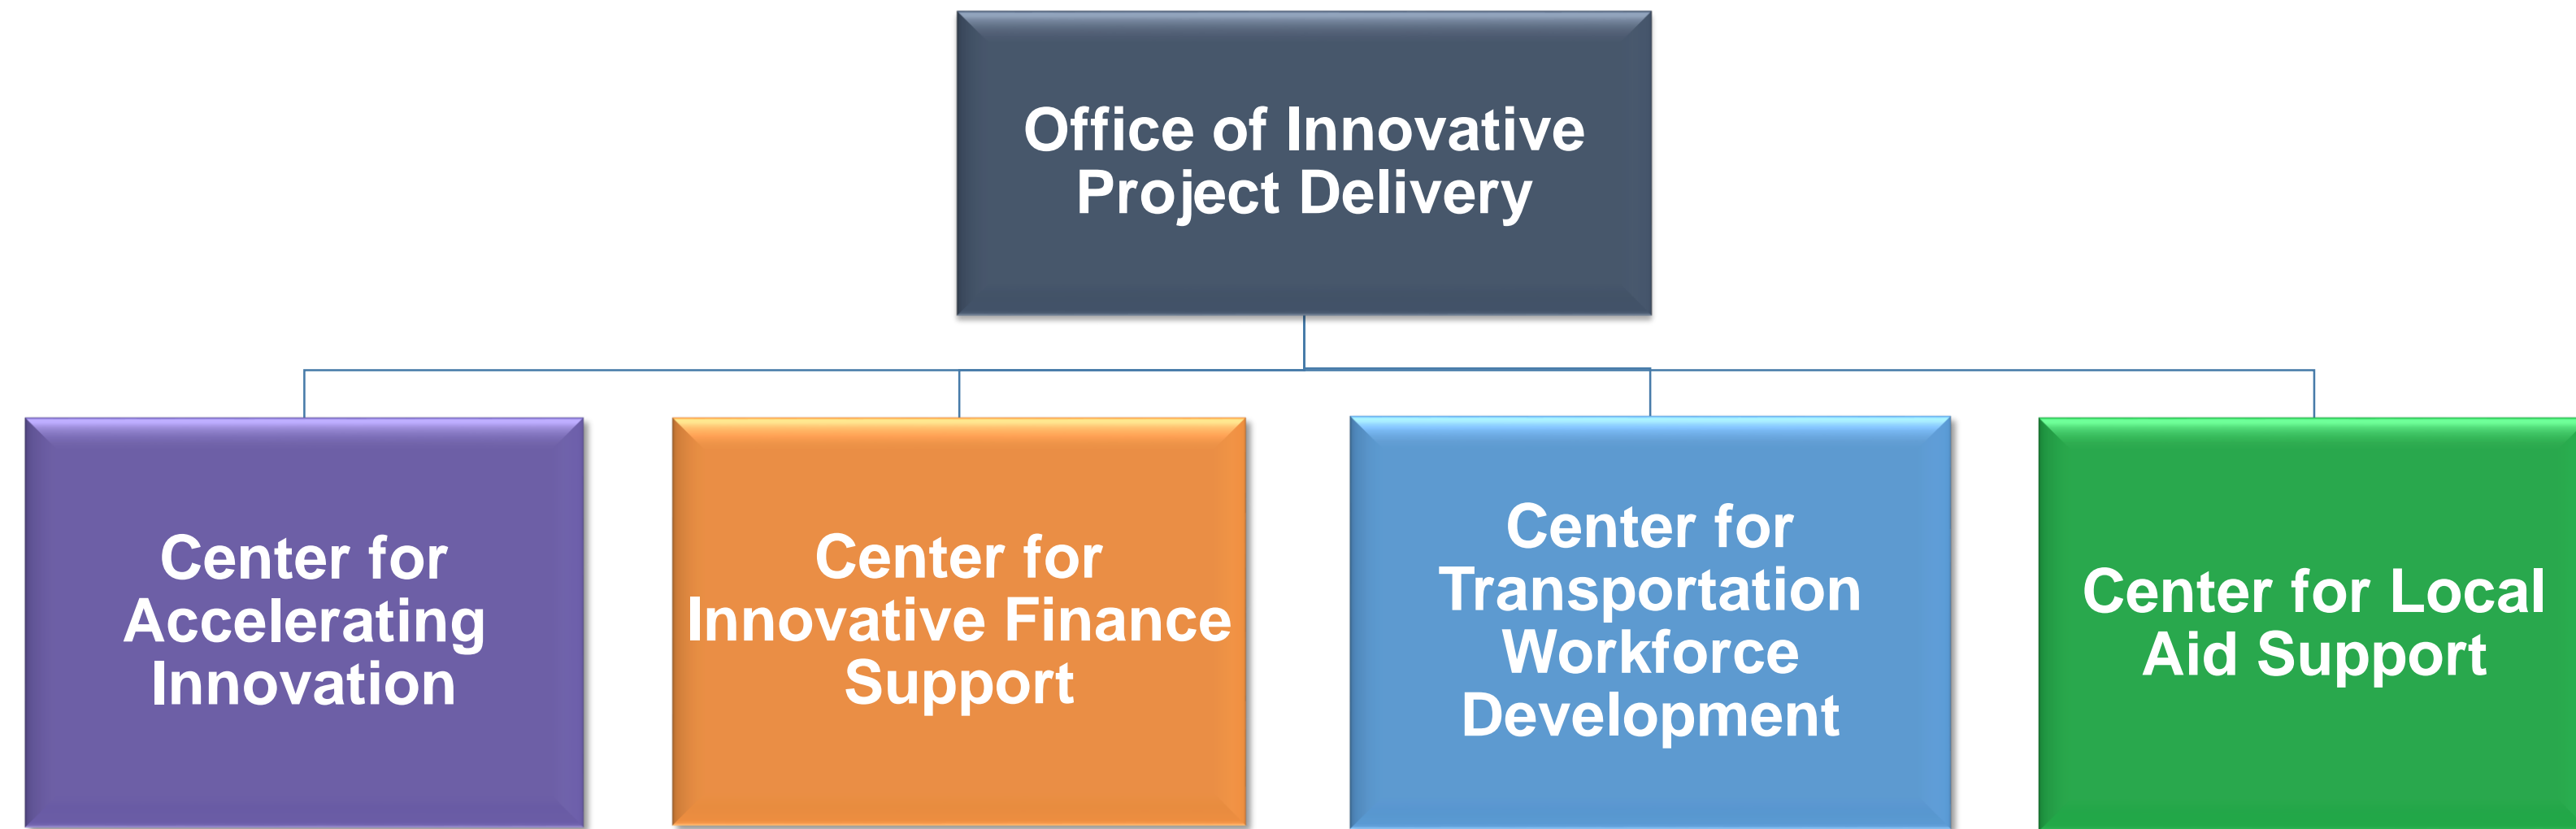 Office of Innovative
Project Delivery
Center for
Accelerating
Innovation
Center for
Innovative Finance
Support
Center for
Transportation
Workforce
Development
Center for Local
Aid Support